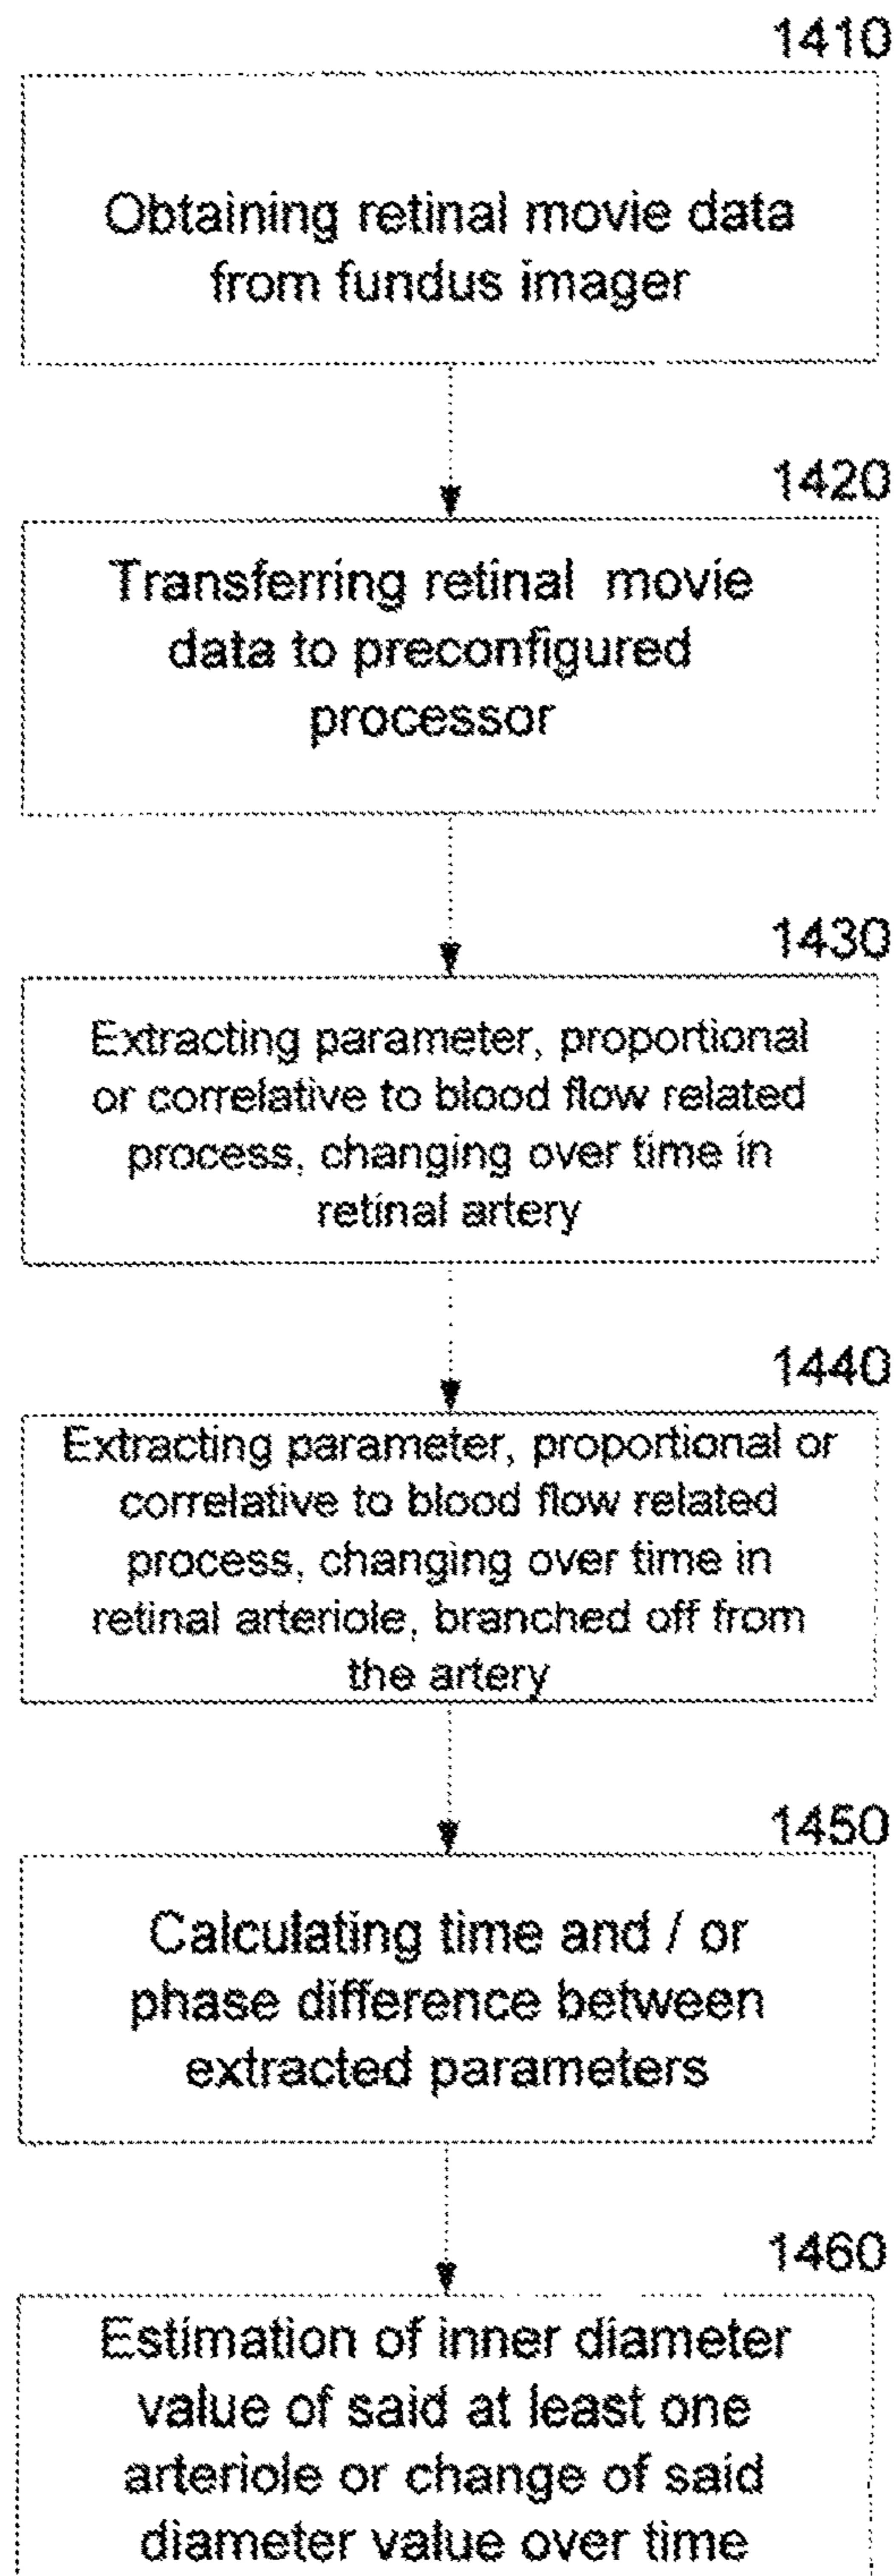 1410
Obtaining retinal movie data
from fundus imager
1420
Transferring retinal movie
data to preconfigured
processor
1430
Extracting parameter, proportional
or correlative to blood flow related
process, changing over time in
retinal artery
1440
Extracting parameter, proportional or
correlative to blood flow related
process, changing over time in
retinal arteriole, branched off from
the artery
1450
Calculating time and / or
phase difference between
extracted parameters
1460
Estimation of inner diameter
value of said at least one
arteriole or change of said
diameter value over time